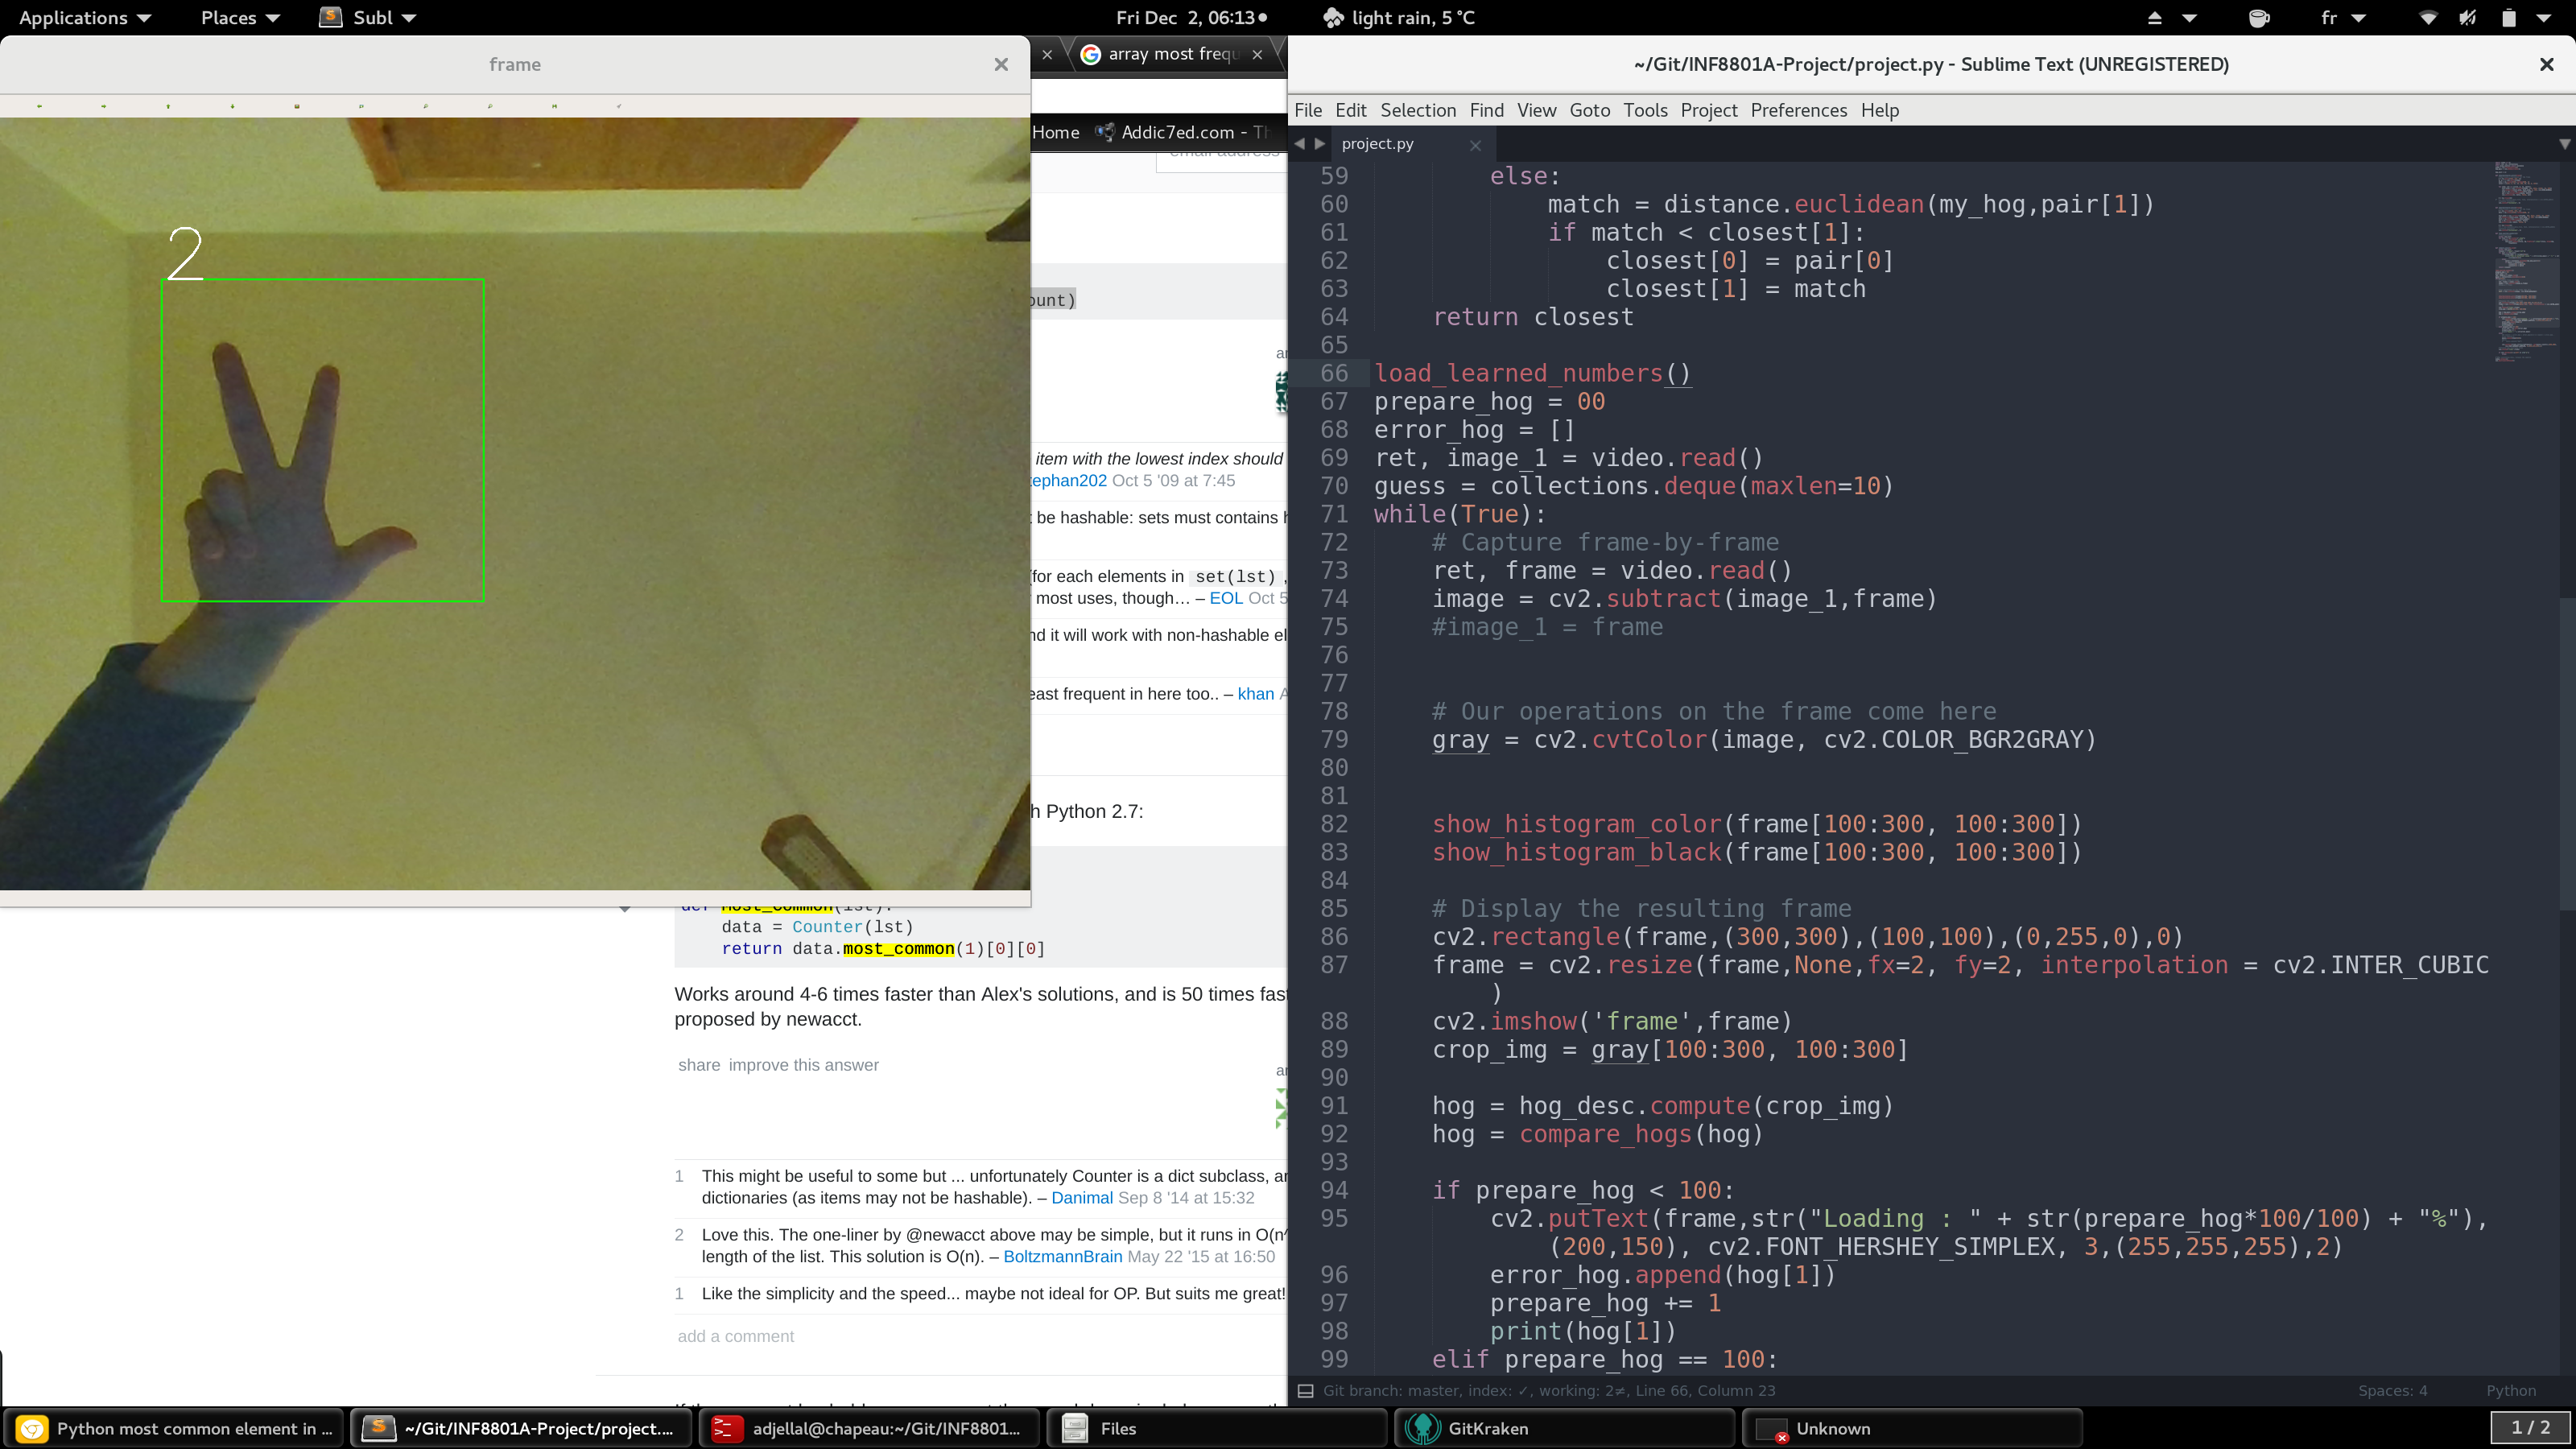 Applications Places Subl Fri Dec 2, 06:13 light rain, 5 °C fr
frame
2
array most frequ
Home Addic7ed.com - Th
email address
ount)
item with the lowest index should
tephan202 Oct 5 '09 at 7:45
be hashable: sets must contains
(for each elements in set(lst),
most uses, though… – EOL Oct 5
nd it will work with non-hashable el
east frequent in here too.. – khan A
h Python 2.7:
def most_common(lst):
data = Counter(lst)
return data.most_common(1)[0][0]
Works around 4-6 times faster than Alex's solutions, and is 50 times fas
proposed by newacct.
share improve this answer
1 This might be useful to some but ... unfortunately Counter is a dict subclass, a
dictionaries (as items may not be hashable). – Danimal Sep 8 '14 at 15:32
2 Love this. The one-liner by @newacct above may be simple, but it runs in O(n^
length of the list. This solution is O(n). – BoltzmannBrain May 22 '15 at 16:50
1 Like the simplicity and the speed... maybe not ideal for OP. But suits me great!
add a comment
~/Git/INF8801A-Project/project.py - Sublime Text (UNREGISTERED)
File Edit Selection Find View Goto Tools Project Preferences Help
project.py
59 else:
60 match = distance.euclidean(my_hog,pair[1])
61 if match < closest[1]:
62 closest[0] = pair[0]
63 closest[1] = match
64 return closest
65
66 load_learned_numbers()
67 prepare_hog = 00
68 error_hog = []
69 ret, image_1 = video.read()
70 guess = collections.deque(maxlen=10)
71 while(True):
72 # Capture frame-by-frame
73 ret, frame = video.read()
74 image = cv2.subtract(image_1,frame)
75 #image_1 = frame
76
77
78 # Our operations on the frame come here
79 gray = cv2.cvtColor(image, cv2.COLOR_BGR2GRAY)
80
81
82 show_histogram_color(frame[100:300, 100:300])
83 show_histogram_black(frame[100:300, 100:300])
84
85 # Display the resulting frame
86 cv2.rectangle(frame,(300,300),(100,100),(0,255,0),0)
87 frame = cv2.resize(frame,None,fx=2, fy=2, interpolation = cv2.INTER_CUBIC
)
88 cv2.imshow('frame',frame)
89 crop_img = gray[100:300, 100:300]
90
91 hog = hog_desc.compute(crop_img)
92 hog = compare_hogs(hog)
93
94 if prepare_hog < 100:
95 cv2.putText(frame,str("Loading : " + str(prepare_hog*100/100) + "%"),
(200,150), cv2.FONT_HERSHEY_SIMPLEX, 3,(255,255,255),2)
96 error_hog.append(hog[1])
97 prepare_hog += 1
98 print(hog[1])
99 elif prepare_hog == 100:
Git branch: master, index: ✓, working: 2≠, Line 66, Column 23 Spaces: 4 Python
Python most common element in ... ~/Git/INF8801A-Project/project.... adjellal@chapeau:~/Git/INF8801... Files GitKraken Unknown 1 / 2